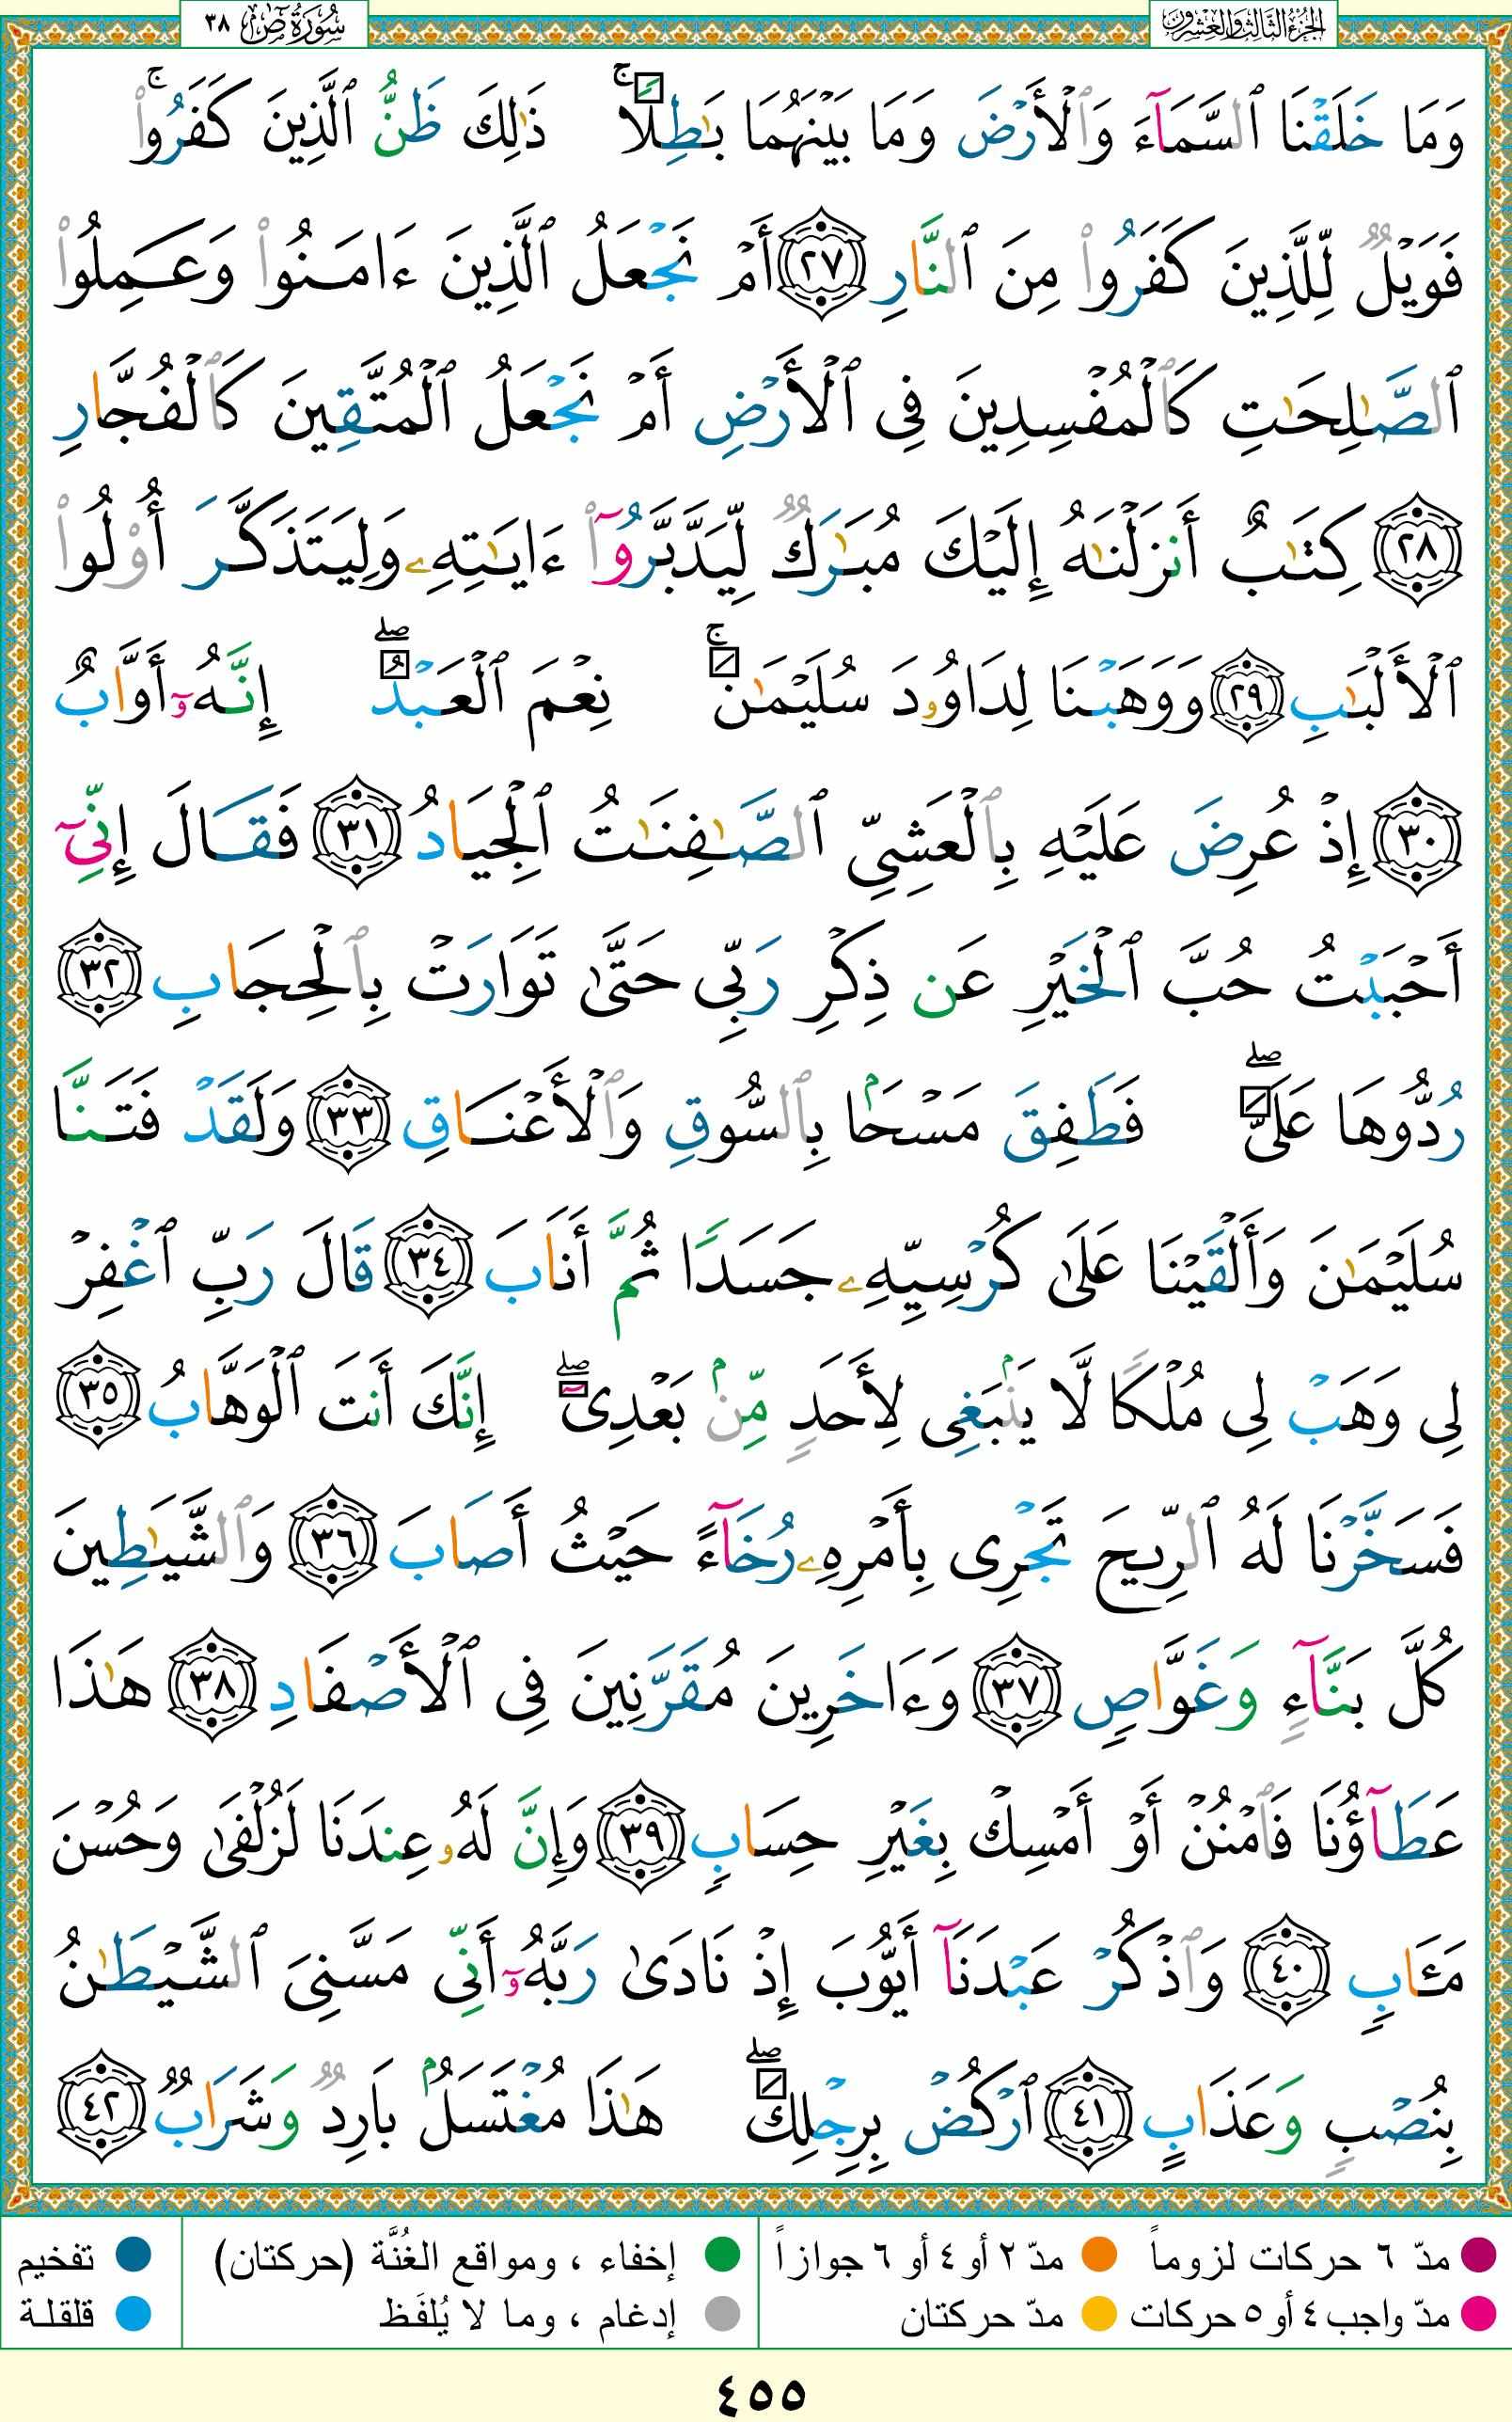 الجزء الثالث والعشرون
سُورَةُ صٓ ٣٨
وَمَا خَلَقۡنَا ٱلسَّمَآءَ وَٱلۡأَرۡضَ وَمَا بَيۡنَهُمَا بَٰطِلٗاۚ ذَٰلِكَ ظَنُّ ٱلَّذِينَ كَفَرُواْۚ
فَوَيۡلٞ لِّلَّذِينَ كَفَرُواْ مِنَ ٱلنَّارِ ٢٧ أَمۡ نَجۡعَلُ ٱلَّذِينَ ءَامَنُواْ وَعَمِلُواْ
ٱلصَّٰلِحَٰتِ كَٱلۡمُفۡسِدِينَ فِي ٱلۡأَرۡضِ أَمۡ نَجۡعَلُ ٱلۡمُتَّقِينَ كَٱلۡفُجَّارِ
٢٨ كِتَٰبٌ أَنزَلۡنَٰهُ إِلَيۡكَ مُبَٰرَكٞ لِّيَدَّبَّرُوٓاْ ءَايَٰتِهِۦ وَلِيَتَذَكَّرَ أُوْلُواْ
ٱلۡأَلۡبَٰبِ ٢٩ وَوَهَبۡنَا لِدَاوُۥدَ سُلَيۡمَٰنَۚ نِعۡمَ ٱلۡعَبۡدُۖ إِنَّهُۥٓ أَوَّابٌ
٣٠ إِذۡ عُرِضَ عَلَيۡهِ بِٱلۡعَشِيِّ ٱلصَّٰفِنَٰتُ ٱلۡجِيَادُ ٣١ فَقَالَ إِنِّيٓ
أَحۡبَبۡتُ حُبَّ ٱلۡخَيۡرِ عَن ذِكۡرِ رَبِّي حَتَّىٰ تَوَارَتۡ بِٱلۡحِجَابِ ٣٢
رُدُّوهَا عَلَيَّۖ فَطَفِقَ مَسۡحَۢا بِٱلسُّوقِ وَٱلۡأَعۡنَاقِ ٣٣ وَلَقَدۡ فَتَنَّا
سُلَيۡمَٰنَ وَأَلۡقَيۡنَا عَلَىٰ كُرۡسِيِّهِۦ جَسَدٗا ثُمَّ أَنَابَ ٣٤ قَالَ رَبِّ ٱغۡفِرۡ
لِي وَهَبۡ لِي مُلۡكٗا لَّا يَنۢبَغِي لِأَحَدٖ مِّنۢ بَعۡدِيٓۖ إِنَّكَ أَنتَ ٱلۡوَهَّابُ ٣٥
فَسَخَّرۡنَا لَهُ ٱلرِّيحَ تَجۡرِي بِأَمۡرِهِۦ رُخَآءً حَيۡثُ أَصَابَ ٣٦ وَٱلشَّيَٰطِينَ
كُلَّ بَنَّآءٖ وَغَوَّاصٖ ٣٧ وَءَاخَرِينَ مُقَرَّنِينَ فِي ٱلۡأَصۡفَادِ ٣٨ هَٰذَا
عَطَآؤُنَا فَٱمۡنُنۡ أَوۡ أَمۡسِكۡ بِغَيۡرِ حِسَابٖ ٣٩ وَإِنَّ لَهُۥ عِندَنَا لَزُلۡفَىٰ وَحُسۡنَ
مَـَٔابٖ ٤٠ وَٱذۡكُرۡ عَبۡدَنَآ أَيُّوبَ إِذۡ نَادَىٰ رَبَّهُۥٓ أَنِّي مَسَّنِيَ ٱلشَّيۡطَٰنُ
بِنُصۡبٖ وَعَذَابٍ ٤١ ٱرۡكُضۡ بِرِجۡلِكَۖ هَٰذَا مُغۡتَسَلُۢ بَارِدٞ وَشَرَابٞ ٤٢
مدّ ٦ حركات لزوماً مدّ ٢ أو ٤ أو ٦ جوازاً إخفاء ، ومواقع الغُنَّة (حركتان) تفخيم
مدّ واجب ٤ أو ٥ حركات مدّ حركتان إدغام ، وما لا يُلفَظ قلقلة
٤٥٥